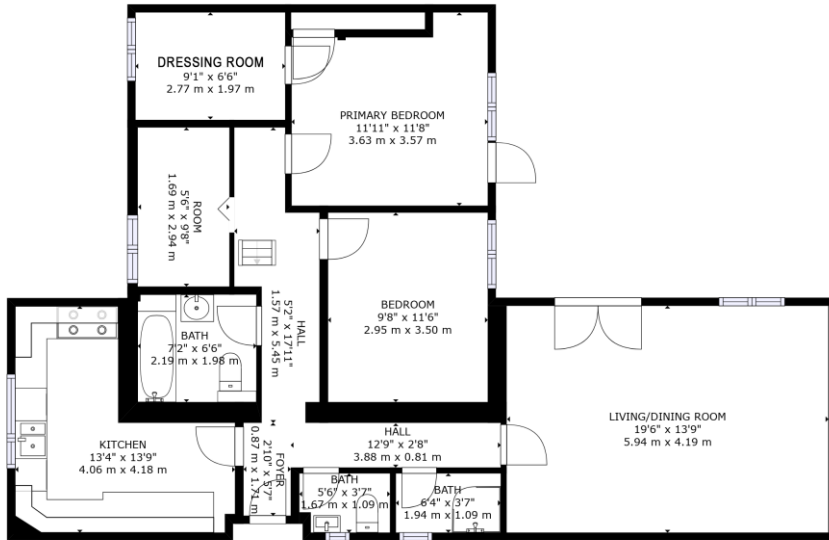 DRESSING ROOM
9'1" x 6'6"
2.77 m x 1.97 m
PRIMARY BEDROOM
11'11" x 11'8"
3.63 m x 3.57 m
ROOM
5'6" x 9'8"
1.69 m x 2.94 m
HALL
5'2" x 17'11"
1.57 m x 5.45 m
BEDROOM
9'8" x 11'6"
2.95 m x 3.50 m
BATH
7'2" x 6'6"
2.19 m x 1.98 m
KITCHEN
13'4" x 13'9"
4.06 m x 4.18 m
FOYER
2'10" x 5'7"
0.87 m x 1.71 m
HALL
12'9" x 2'8"
3.88 m x 0.81 m
LIVING/DINING ROOM
19'6" x 13'9"
5.94 m x 4.19 m
BATH
5'6" x 3'7"
1.67 m x 1.09 m
BATH
6'4" x 3'7"
1.94 m x 1.09 m